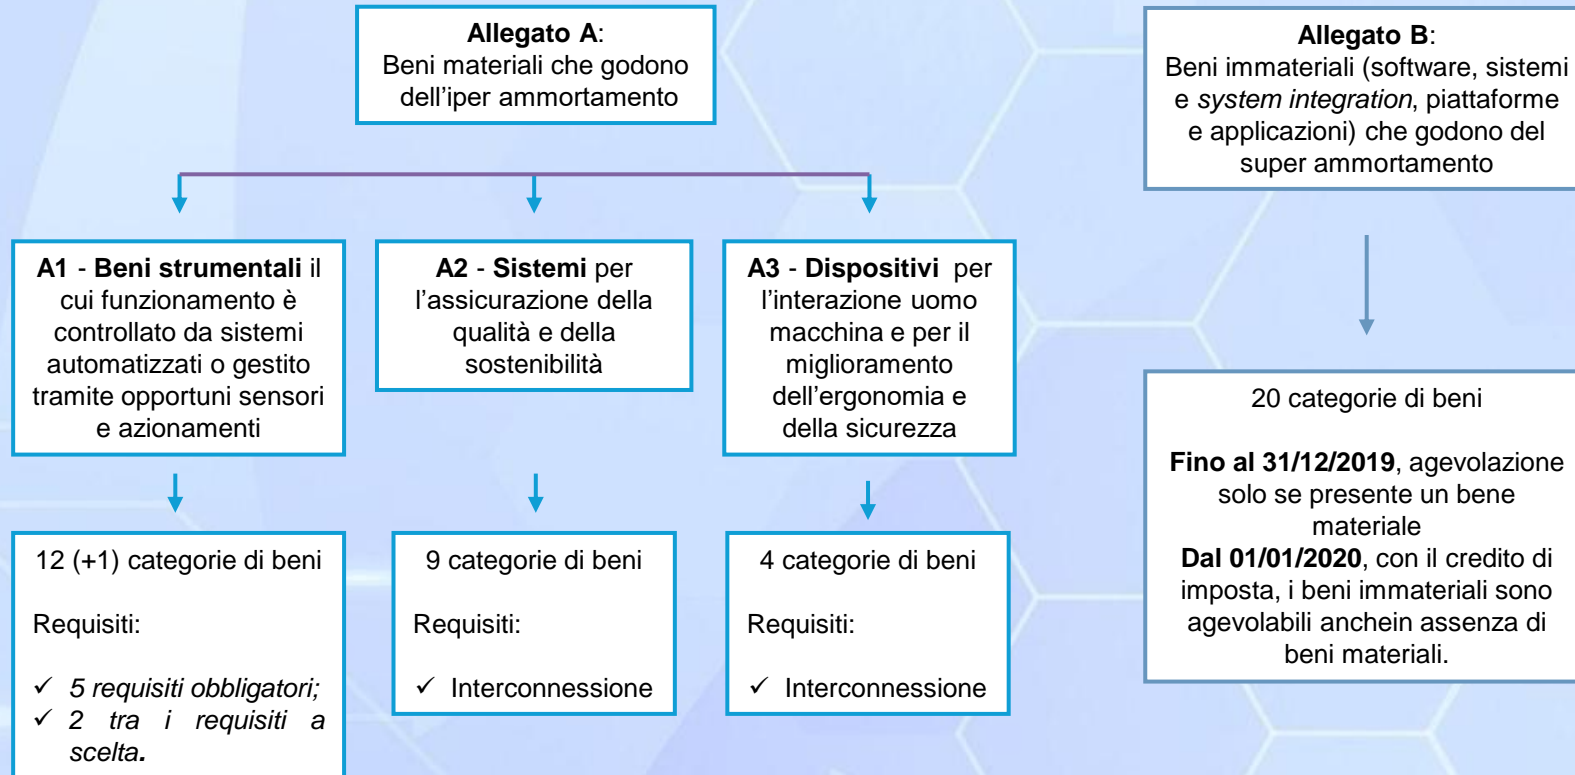 Allegato A:
Beni materiali che godono
dell'iper ammortamento
Allegato B:
Beni immateriali (software, sistemi
e system integration, piattaforme
e applicazioni) che godono del
super ammortamento
A1 - Beni strumentali il
cui funzionamento è
controllato da sistemi
automatizzati o gestito
tramite opportuni sensori
e azionamenti
A2 - Sistemi per
l'assicurazione della
qualità e della
sostenibilità
A3 - Dispositivi per
l'interazione uomo
macchina e per il
miglioramento
dell'ergonomia e
della sicurezza
12 (+1) categorie di beni
Requisiti:
✓ 5 requisiti obbligatori;
✓ 2 tra i requisiti a
scelta.
9 categorie di beni
Requisiti:
✓ Interconnessione
4 categorie di beni
Requisiti:
✓ Interconnessione
20 categorie di beni
Fino al 31/12/2019, agevolazione
solo se presente un bene
materiale
Dal 01/01/2020, con il credito di
imposta, i beni immateriali sono
agevolabili anchein assenza di
beni materiali.